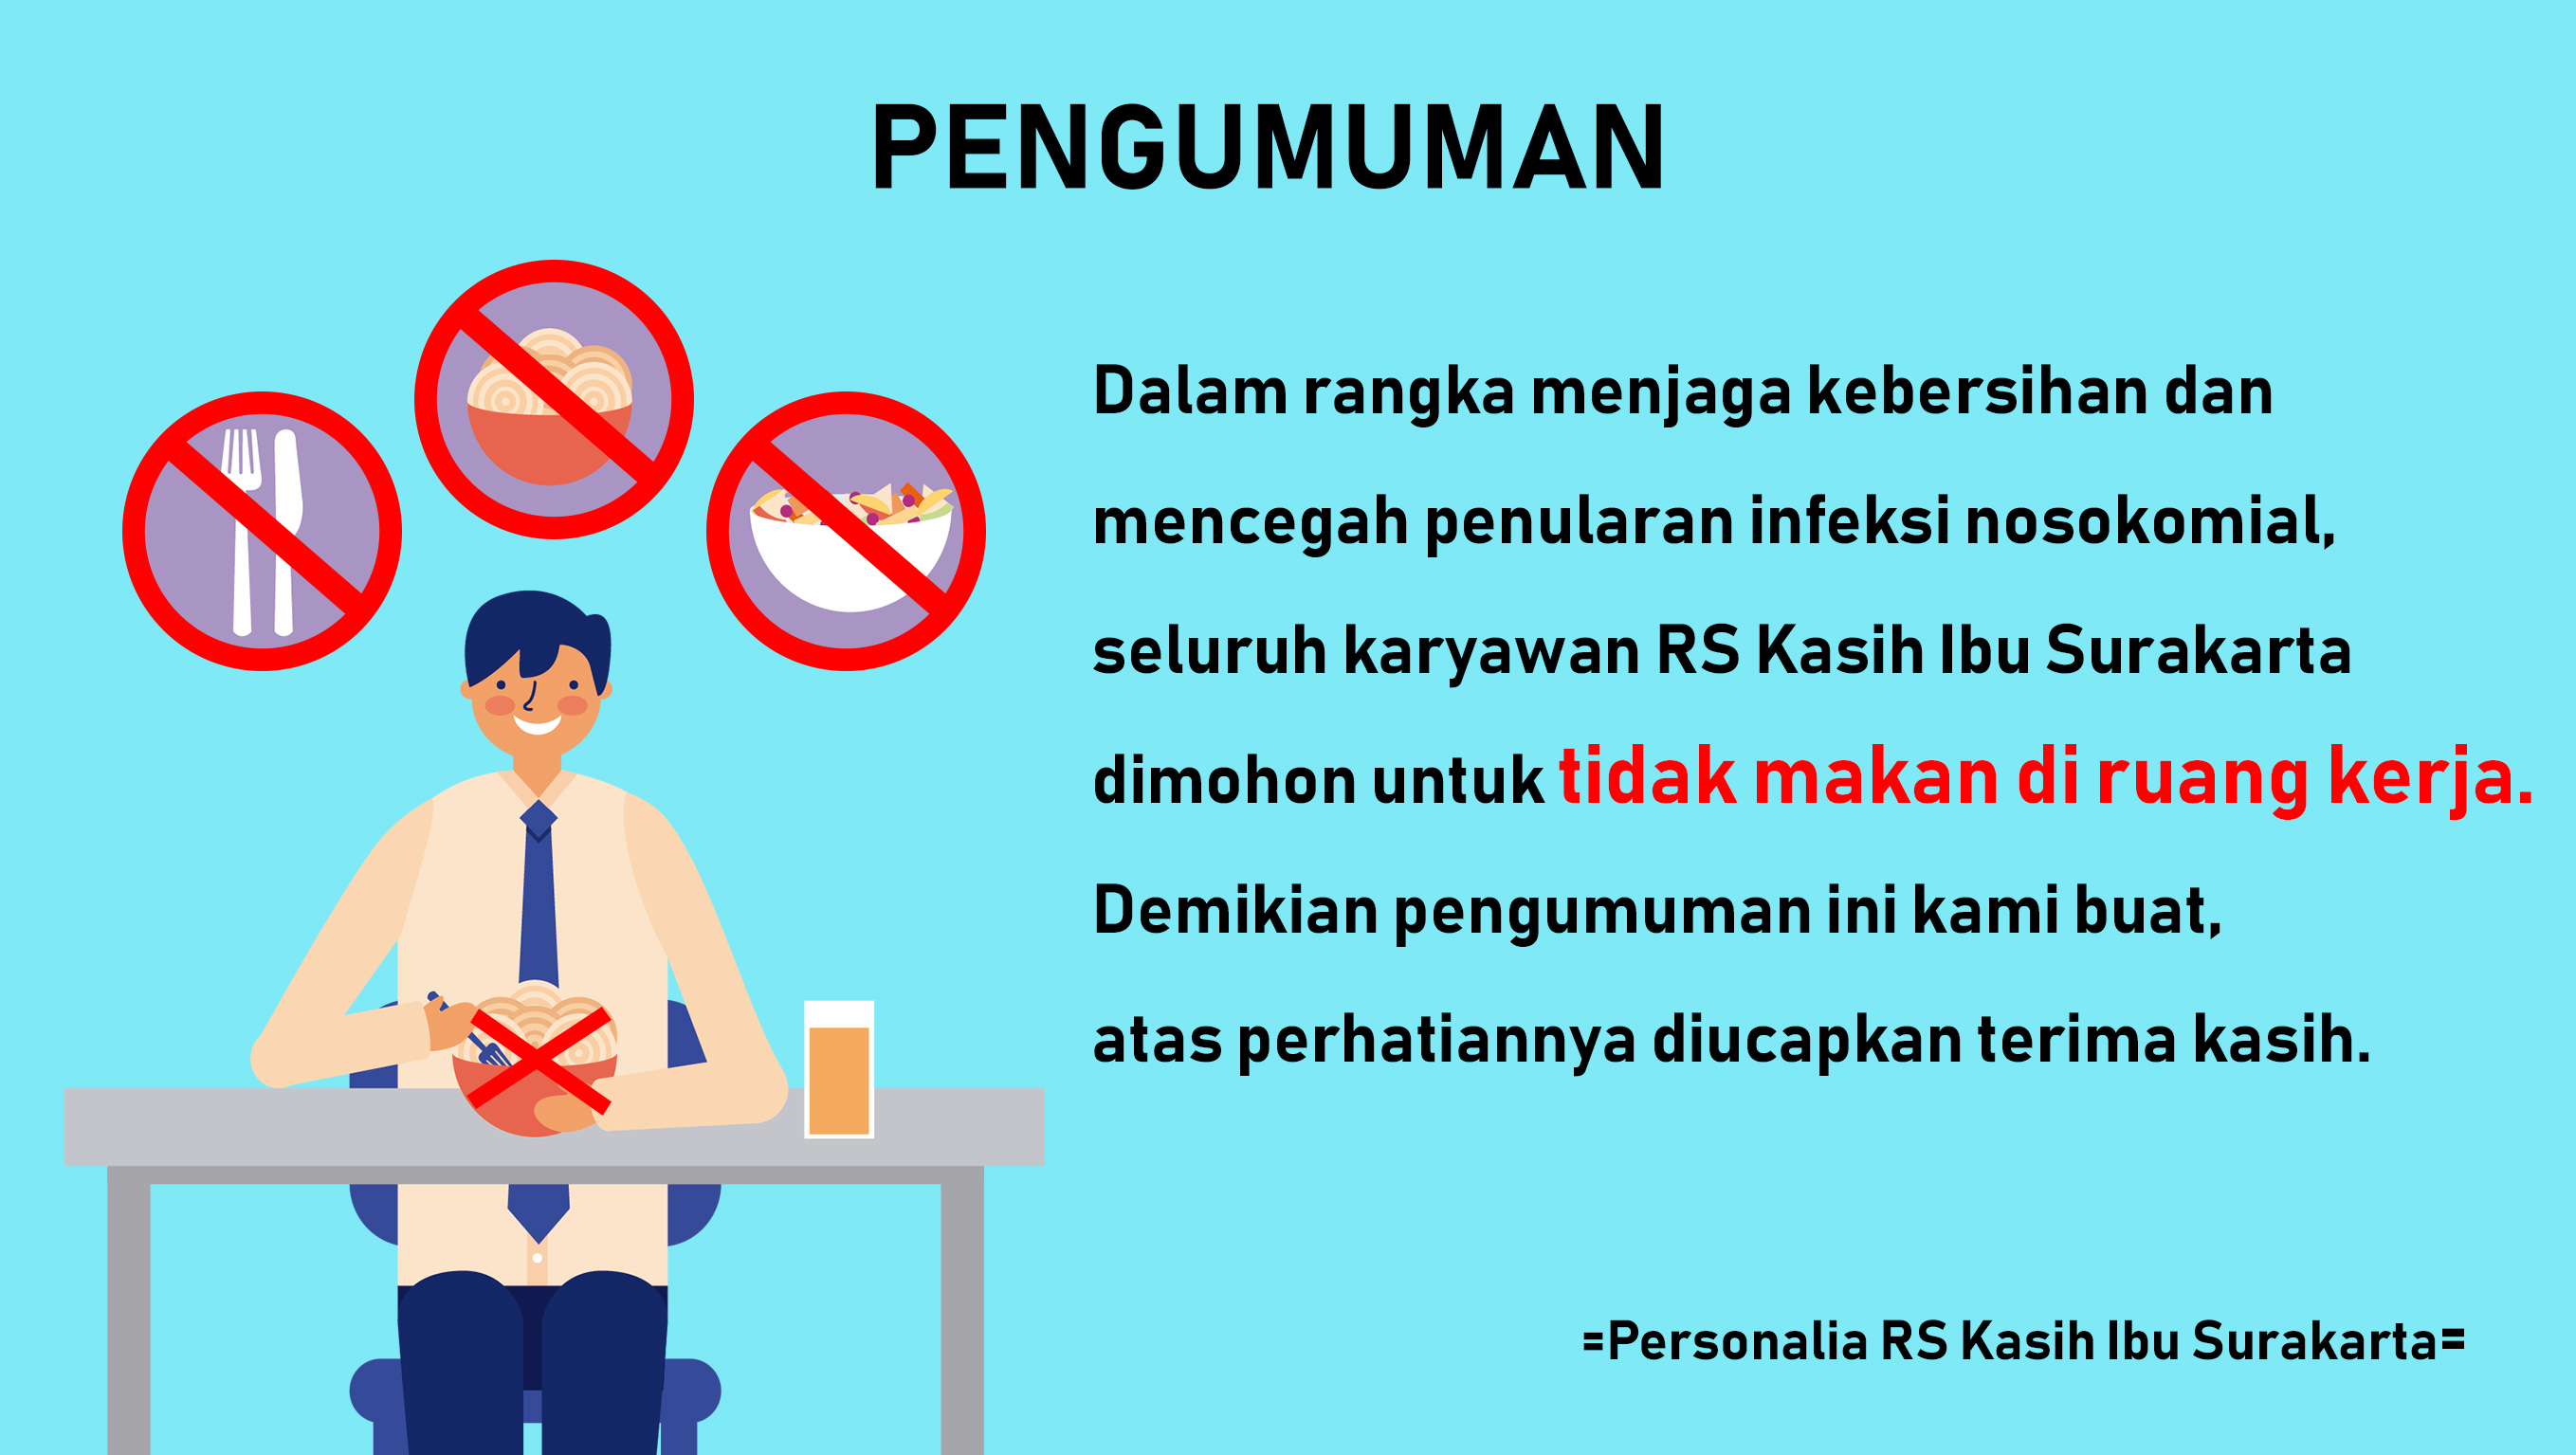 PENGUMUMAN
Dalam rangka menjaga kebersihan dan
mencegah penularan infeksi nosokomial,
seluruh karyawan RS Kasih Ibu Surakarta
dimohon untuk tidak makan di ruang kerja.
Demikian pengumuman ini kami buat,
atas perhatiannya diucapkan terima kasih.
=Personalia RS Kasih Ibu Surakarta=